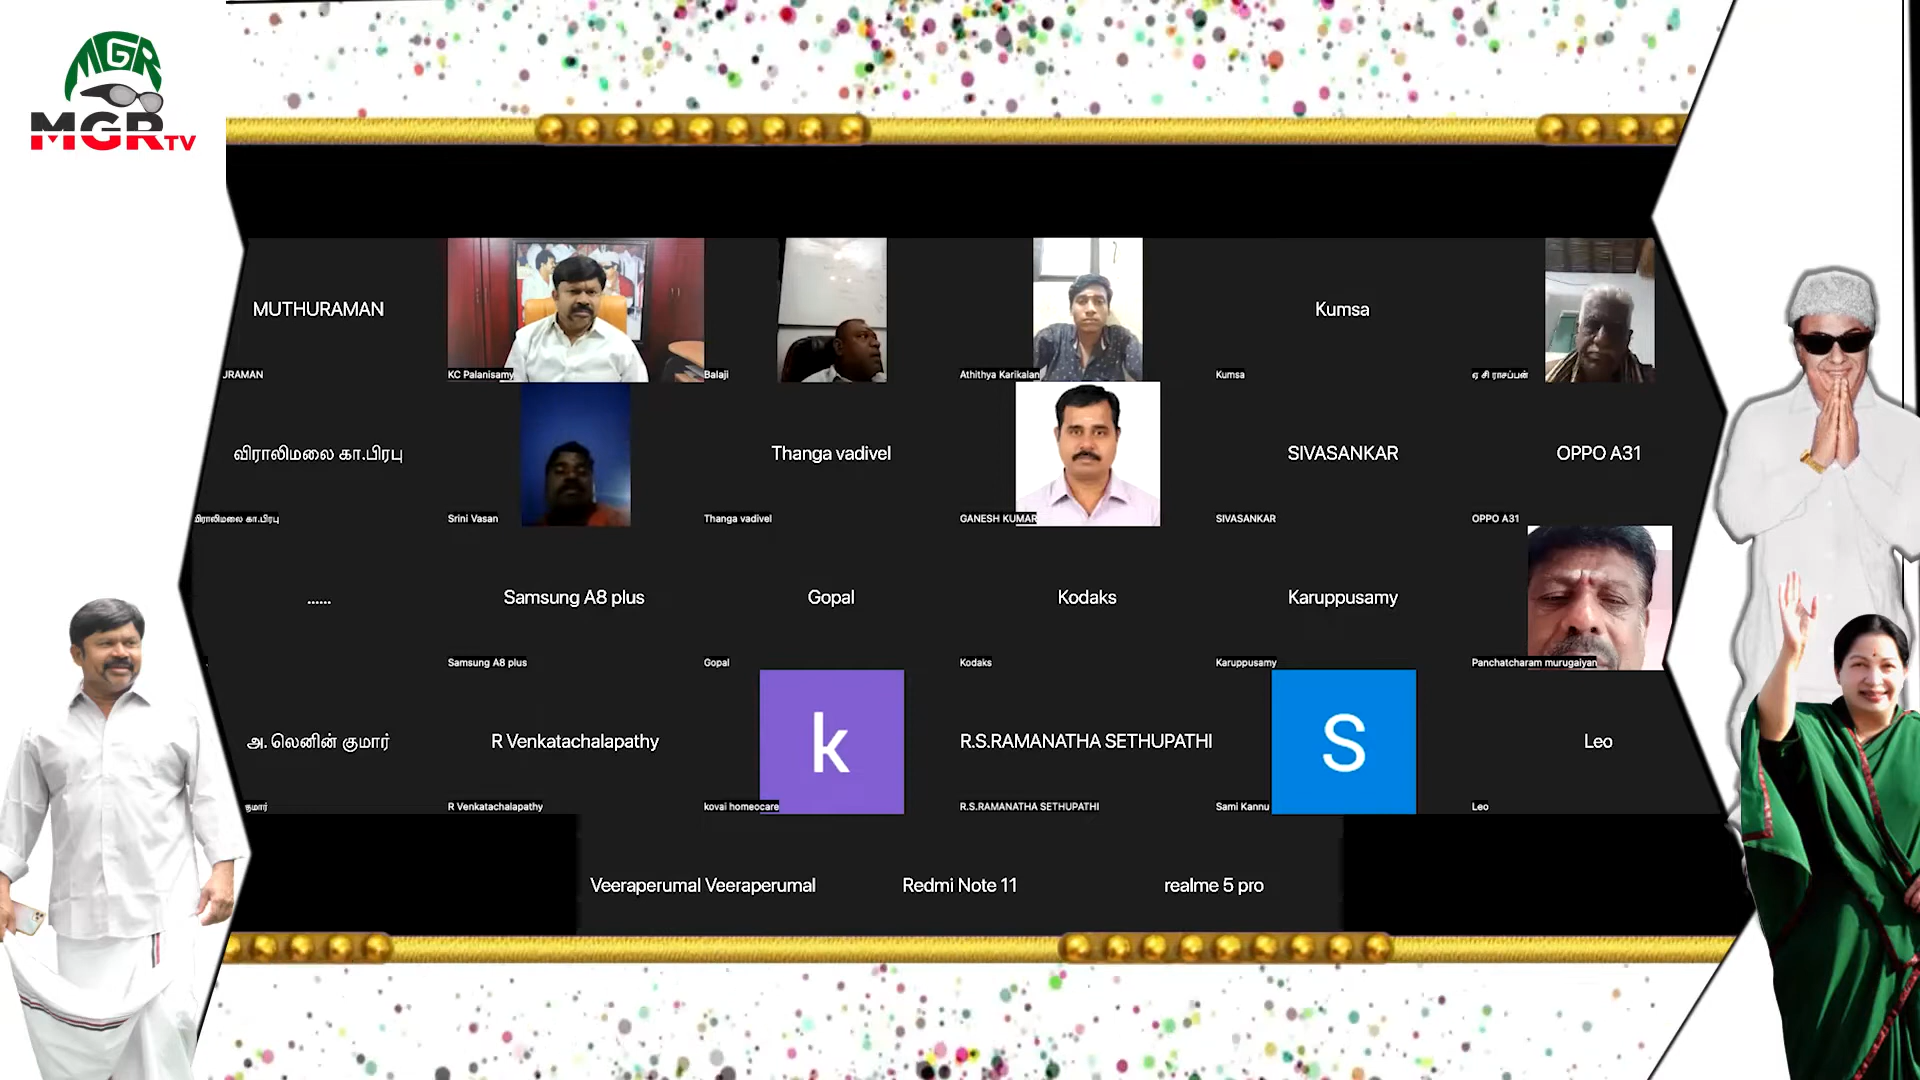 MGR
MGR TV
MUTHURAMAN
Kumsa
URAMAN
KC Palanisamy
Balaji
Athithya Karikalan
Kumsa
ஏ சி ராசப்பன்
விராலிமலை கா.பிரபு
Thanga vadivel
SIVASANKAR
OPPO A31
விராலிமலை கா.பிரபு
Srini Vasan
Thanga vadivel
GANESH KUMAR
SIVASANKAR
OPPO A31
......
Samsung A8 plus
Gopal
Kodaks
Karuppusamy
Samsung A8 plus
Gopal
Kodaks
Karuppusamy
Panchatcharam murugaiyan
அ. லெனின் குமார்
R Venkatachalapathy
k
R.S.RAMANATHA SETHUPATHI
S
Leo
குமார்
R Venkatachalapathy
kovai homeocare
R.S.RAMANATHA SETHUPATHI
Sami Kannu
Leo
Veeraperumal Veeraperumal
Redmi Note 11
realme 5 pro